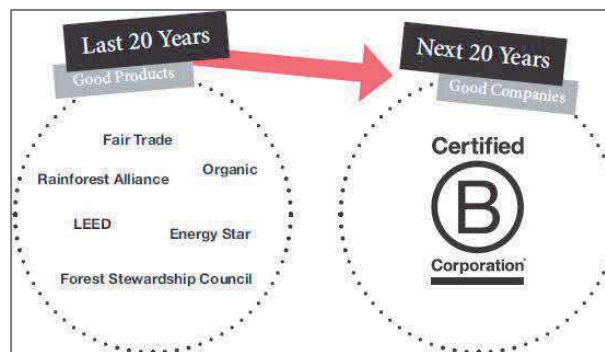 Last 20 Years
Good Products
Fair Trade
Organic
Rainforest Alliance
LEED
Energy Star
Forest Stewardship Council
Next 20 Years
Good Companies
Certified
B
Corporation